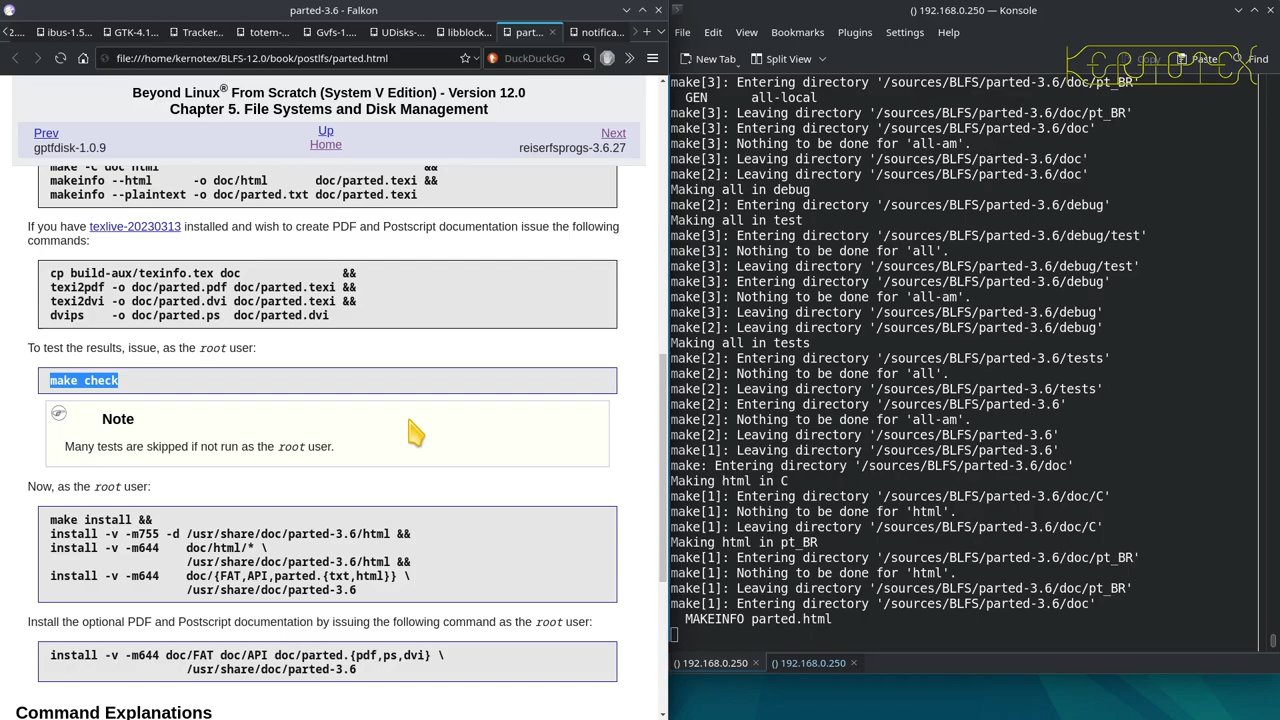 parted-3.6 - Falkon
2....
ibus-1.5...
GTK-4.1...
Tracker...
totem-...
Gvfs-1....
UDisks-...
libblock...
part...
notifica...
file:///home/kernotex/BLFS-12.0/book/postlfs/parted.html
DuckDuckGo
Beyond Linux® From Scratch (System V Edition) - Version 12.0
Chapter 5. File Systems and Disk Management
Prev
Up
Next
gptfdisk-1.0.9
Home
reiserfsprogs-3.6.27
make -C doc html &&
makeinfo --html -o doc/html doc/parted.texi &&
makeinfo --plaintext -o doc/parted.txt doc/parted.texi
If you have texlive-20230313 installed and wish to create PDF and Postscript documentation issue the following
commands:
cp build-aux/texinfo.tex doc &&
texi2pdf -o doc/parted.pdf doc/parted.texi &&
texi2dvi -o doc/parted.dvi doc/parted.texi &&
dvips -o doc/parted.ps doc/parted.dvi
To test the results, issue, as the root user:
make check
Note
Many tests are skipped if not run as the root user.
Now, as the root user:
make install &&
install -v -m755 -d /usr/share/doc/parted-3.6/html &&
install -v -m644 doc/html/* \
/usr/share/doc/parted-3.6/html &&
install -v -m644 doc/{FAT,API,parted.{txt,html}} \
/usr/share/doc/parted-3.6
Install the optional PDF and Postscript documentation by issuing the following command as the root user:
install -v -m644 doc/FAT doc/API doc/parted.{pdf,ps,dvi} \
/usr/share/doc/parted-3.6
Command Explanations
() 192.168.0.250 — Konsole
File Edit View Bookmarks Plugins Settings Help
New Tab
Split View
Copy
Paste
Find
KERNOTEX
make[3]: Entering directory '/sources/BLFS/parted-3.6/doc/pt_BR'
GEN all-local
make[3]: Leaving directory '/sources/BLFS/parted-3.6/doc/pt_BR'
make[3]: Entering directory '/sources/BLFS/parted-3.6/doc'
make[3]: Nothing to be done for 'all-am'.
make[3]: Leaving directory '/sources/BLFS/parted-3.6/doc'
make[2]: Leaving directory '/sources/BLFS/parted-3.6/doc'
Making all in debug
make[2]: Entering directory '/sources/BLFS/parted-3.6/debug'
Making all in test
make[3]: Entering directory '/sources/BLFS/parted-3.6/debug/test'
make[3]: Nothing to be done for 'all'.
make[3]: Leaving directory '/sources/BLFS/parted-3.6/debug/test'
make[3]: Entering directory '/sources/BLFS/parted-3.6/debug'
make[3]: Nothing to be done for 'all-am'.
make[3]: Leaving directory '/sources/BLFS/parted-3.6/debug'
make[2]: Leaving directory '/sources/BLFS/parted-3.6/debug'
Making all in tests
make[2]: Entering directory '/sources/BLFS/parted-3.6/tests'
make[2]: Nothing to be done for 'all'.
make[2]: Leaving directory '/sources/BLFS/parted-3.6/tests'
make[2]: Entering directory '/sources/BLFS/parted-3.6'
make[2]: Nothing to be done for 'all-am'.
make[2]: Leaving directory '/sources/BLFS/parted-3.6'
make[1]: Leaving directory '/sources/BLFS/parted-3.6'
make: Entering directory '/sources/BLFS/parted-3.6/doc'
Making html in C
make[1]: Entering directory '/sources/BLFS/parted-3.6/doc/C'
make[1]: Nothing to be done for 'html'.
make[1]: Leaving directory '/sources/BLFS/parted-3.6/doc/C'
Making html in pt_BR
make[1]: Entering directory '/sources/BLFS/parted-3.6/doc/pt_BR'
make[1]: Nothing to be done for 'html'.
make[1]: Leaving directory '/sources/BLFS/parted-3.6/doc/pt_BR'
make[1]: Entering directory '/sources/BLFS/parted-3.6/doc'
MAKEINFO parted.html
() 192.168.0.250
() 192.168.0.250